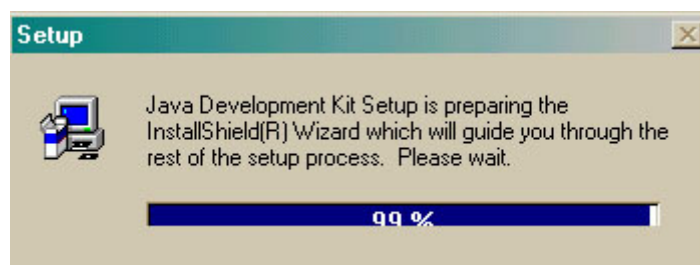 Setup
Java Development Kit Setup is preparing the
InstallShield(R) Wizard which will guide you through the
rest of the setup process.  Please wait.
99 %